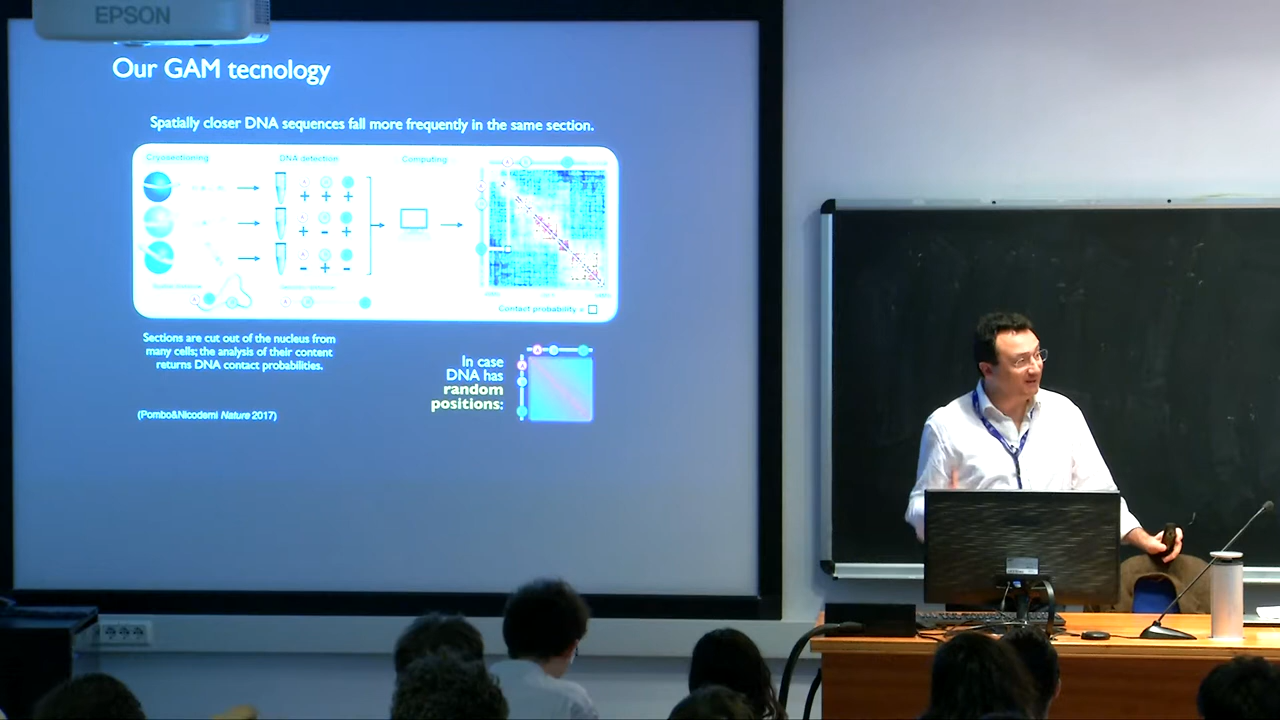 EPSON
Our GAM tecnology
Spatially closer DNA sequences fall more frequently in the same section.
Cryosectioning
DNA detection
Computing
+ + +
+ - +
- + -
Contact probability =
Sections are cut out of the nucleus from
many cells; the analysis of their content
returns DNA contact probabilities.
In case
DNA has
random
positions:
(Pombo&Nicodemi Nature 2017)